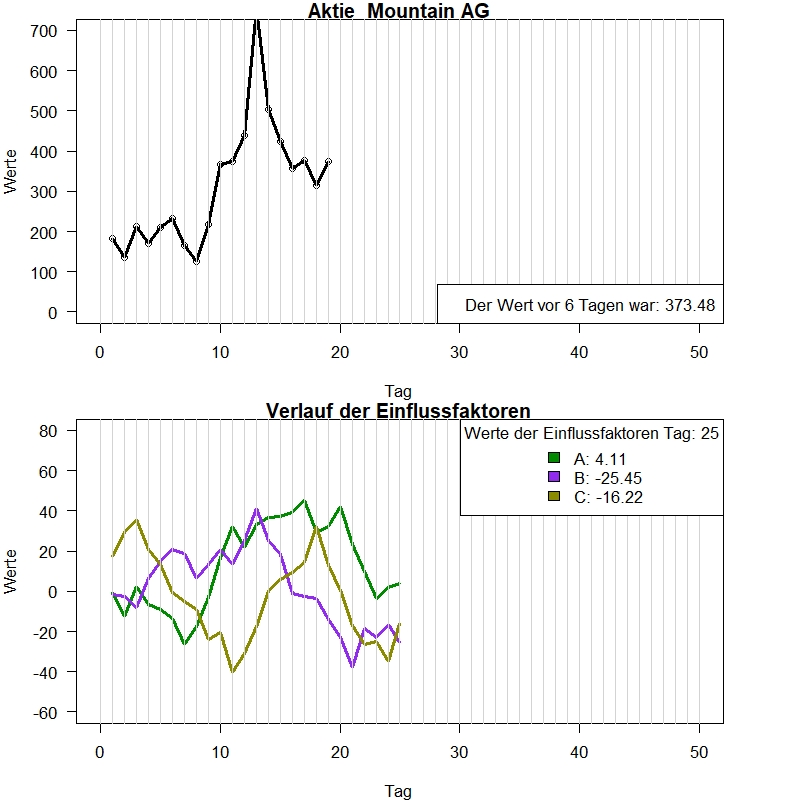 Aktie  Mountain AG
700
600
500
400
300
200
100
0
Werte
Der Wert vor 6 Tagen war: 373.48
0 10 20 30 40 50
Tag
Verlauf der Einflussfaktoren
80
60
40
20
0
-20
-40
-60
Werte
Werte der Einflussfaktoren Tag: 25
A: 4.11
B: -25.45
C: -16.22
0 10 20 30 40 50
Tag